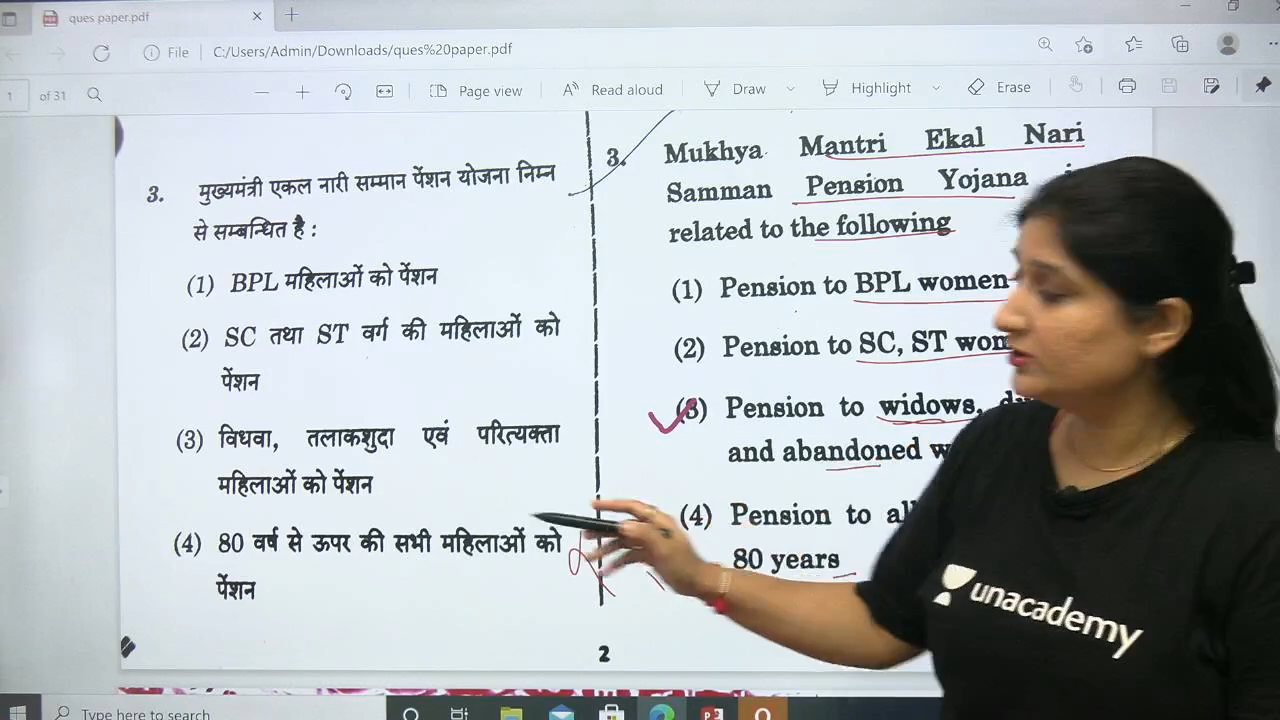 ques paper.pdf
File C:/Users/Admin/Downloads/ques%20paper.pdf
1 of 31 Page view Read aloud Draw Highlight Erase
3. मुख्यमंत्री एकल नारी सम्मान पेंशन योजना निम्न
से सम्बन्धित है :
(1) BPL महिलाओं को पेंशन
(2) SC तथा ST वर्ग की महिलाओं को
पेंशन
(3) विधवा, तलाकशुदा एवं परित्यक्ता
महिलाओं को पेंशन
(4) 80 वर्ष से ऊपर की सभी महिलाओं को
पेंशन
3. Mukhya Mantri Ekal Nari
Samman Pension Yojana
related to the following
(1) Pension to BPL women
(2) Pension to SC, ST
(3) Pension to widows,
and abandoned
(4) Pension to
80 years
2
unacademy
Type here to search